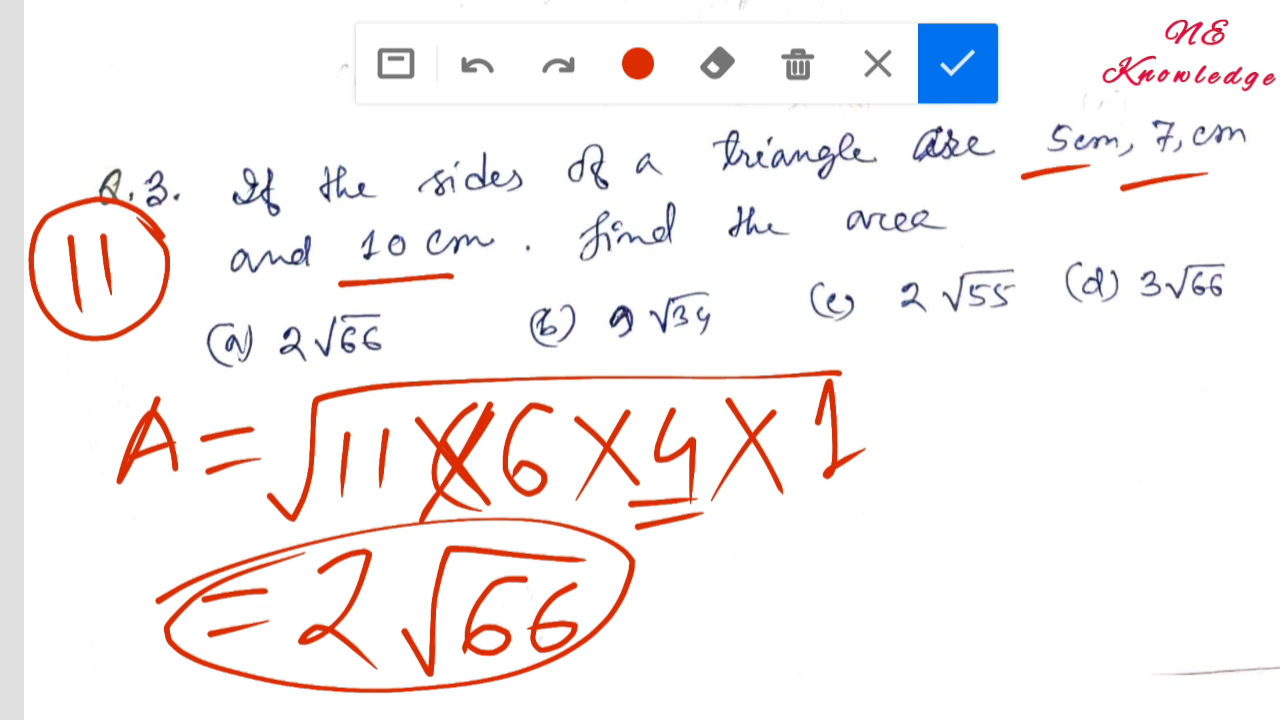 NE
Knowledge
Q.3. If the sides of a triangle are 5cm, 7,cm
and 10 cm. find the area
11
(a) 2√66 (b) 9√34 (c) 2√55 (d) 3√66
A = √11 × 6 × 4 × 1
= 2√66